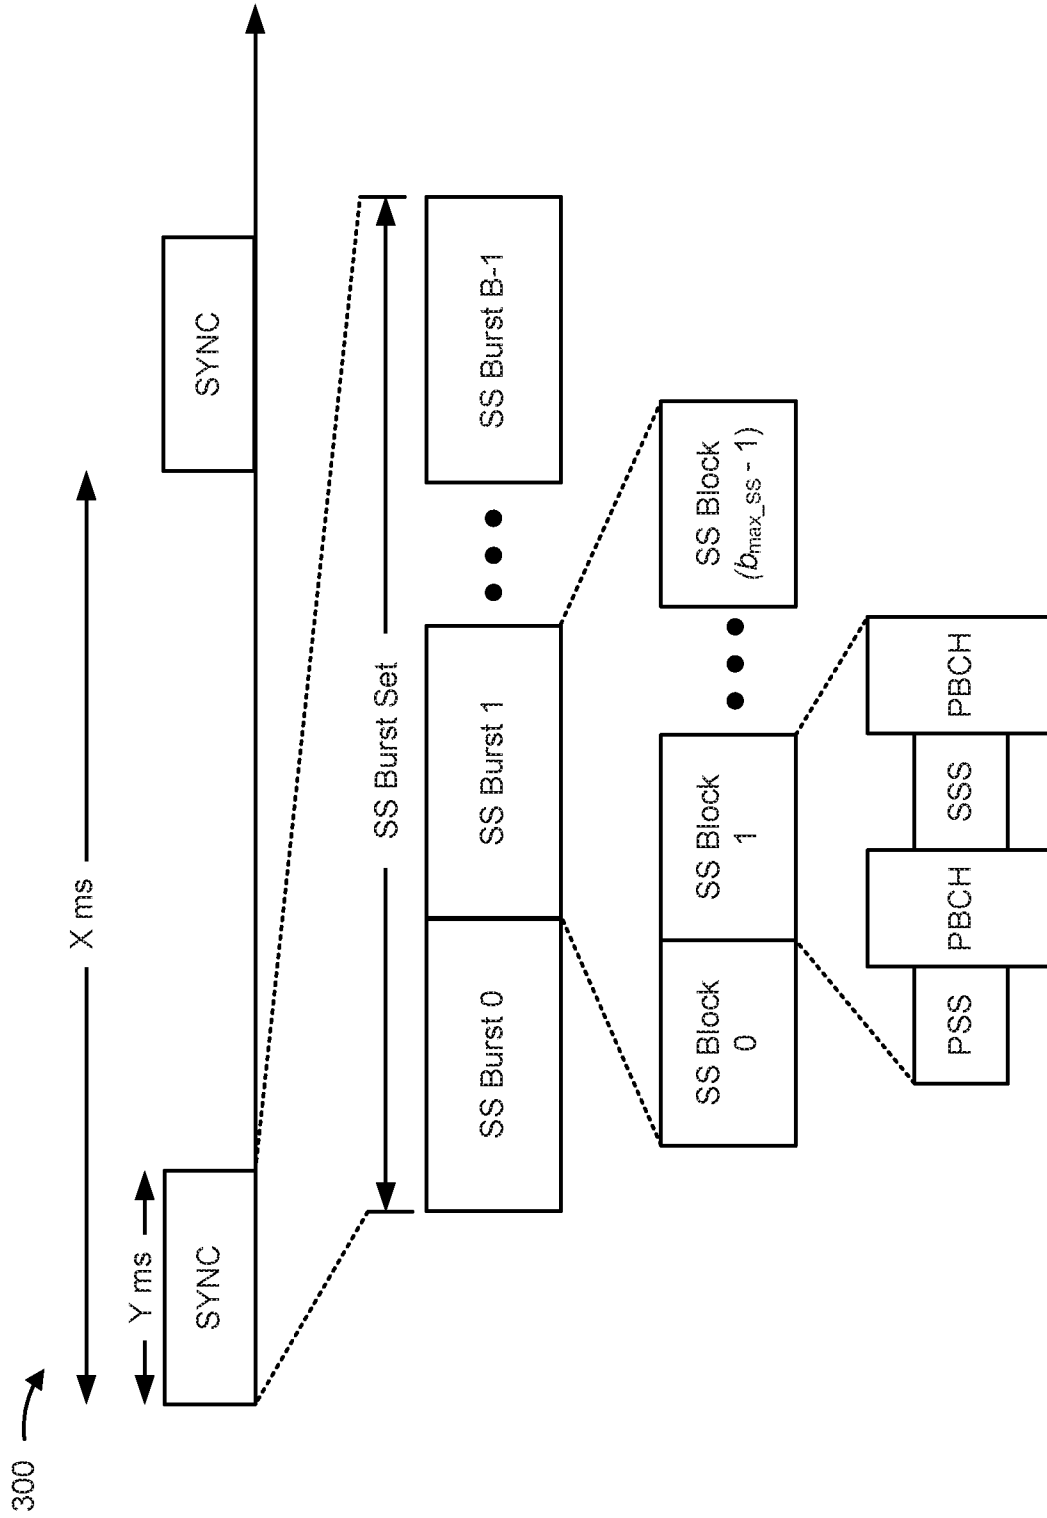 300
X ms
Y ms
SYNC
SYNC
SS Burst Set
SS Burst 0
SS Burst 1
SS Burst B-1
SS Block
0
SS Block
1
SS Block
(bmax_ss - 1)
PSS
PBCH
SSS
PBCH